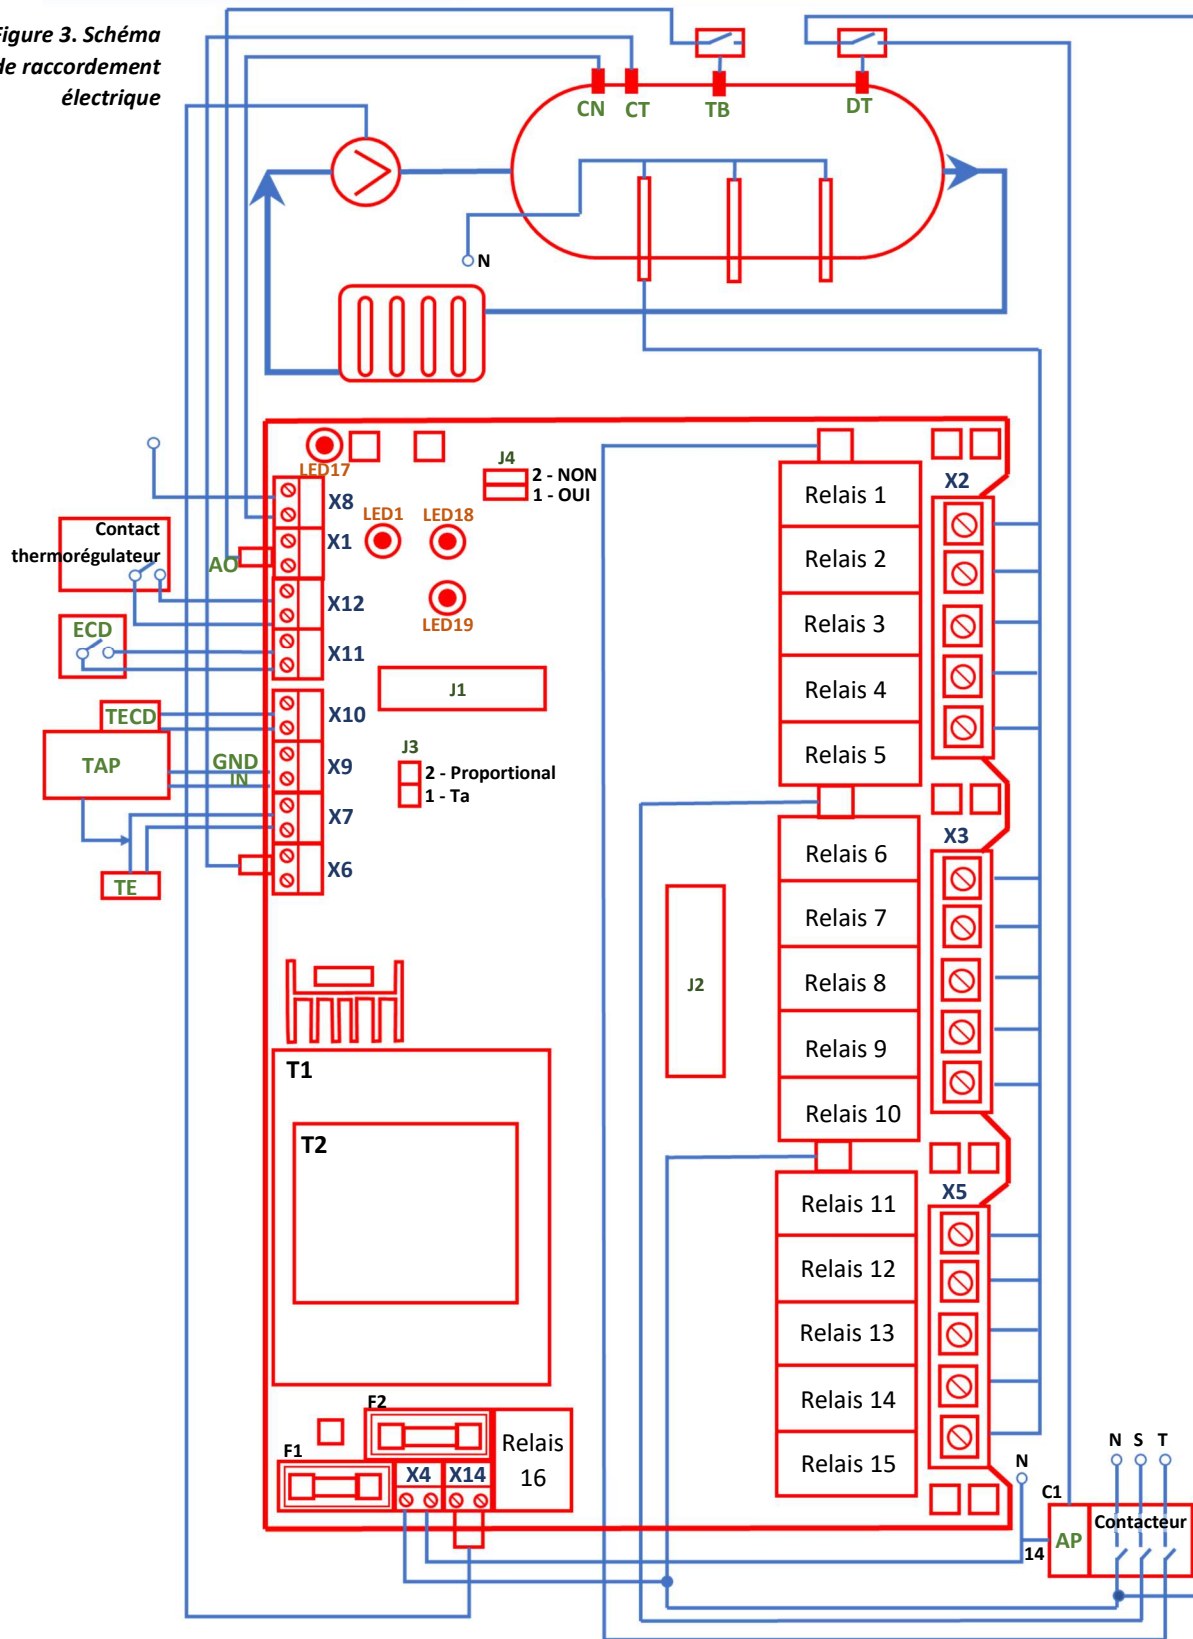 Figure 3. Schéma
de raccordement
électrique
CN
CT
TB
DT
N
LED17
J4
2 - NON
1 - OUI
X8
X1
LED1
LED18
AO
Contact
thermorégulateur
X12
LED19
ECD
X11
J1
TECD
X10
J3
TAP
GND
IN
X9
2 - Proportional
1 - Ta
X7
TE
X6
Relais 1
Relais 2
Relais 3
Relais 4
Relais 5
X2
Relais 6
Relais 7
Relais 8
Relais 9
Relais 10
X3
J2
T1
T2
Relais 11
Relais 12
Relais 13
Relais 14
Relais 15
X5
F2
F1
X4
X14
Relais
16
N
N S T
C1
14
AP
Contacteur